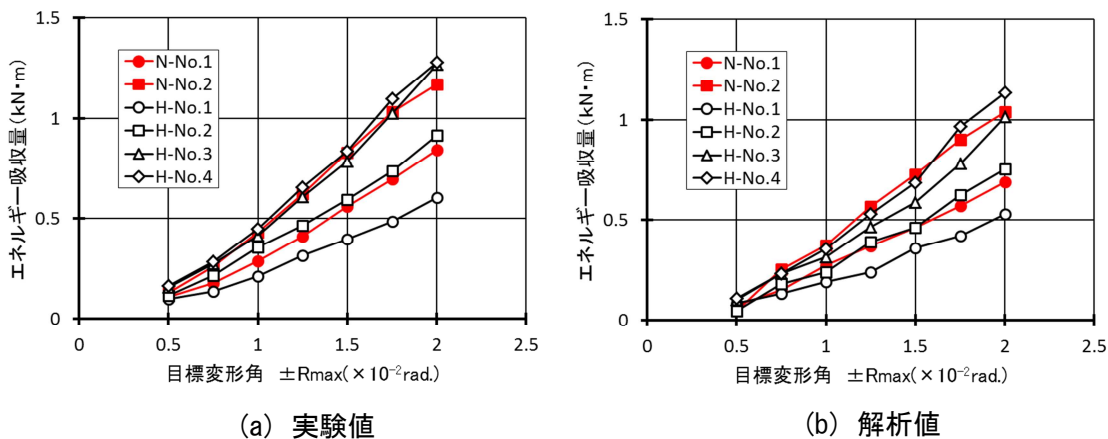 エネルギー吸収量(kN・m)
1.5
1
0.5
0
N-No.1
N-No.2
H-No.1
H-No.2
H-No.3
H-No.4
0 0.5 1 1.5 2 2.5
目標変形角 ±Rmax(×10⁻²rad.)
(a) 実験値
エネルギー吸収量(kN・m)
1.5
1
0.5
0
N-No.1
N-No.2
H-No.1
H-No.2
H-No.3
H-No.4
0 0.5 1 1.5 2 2.5
目標変形角 ±Rmax(×10⁻²rad.)
(b) 解析値